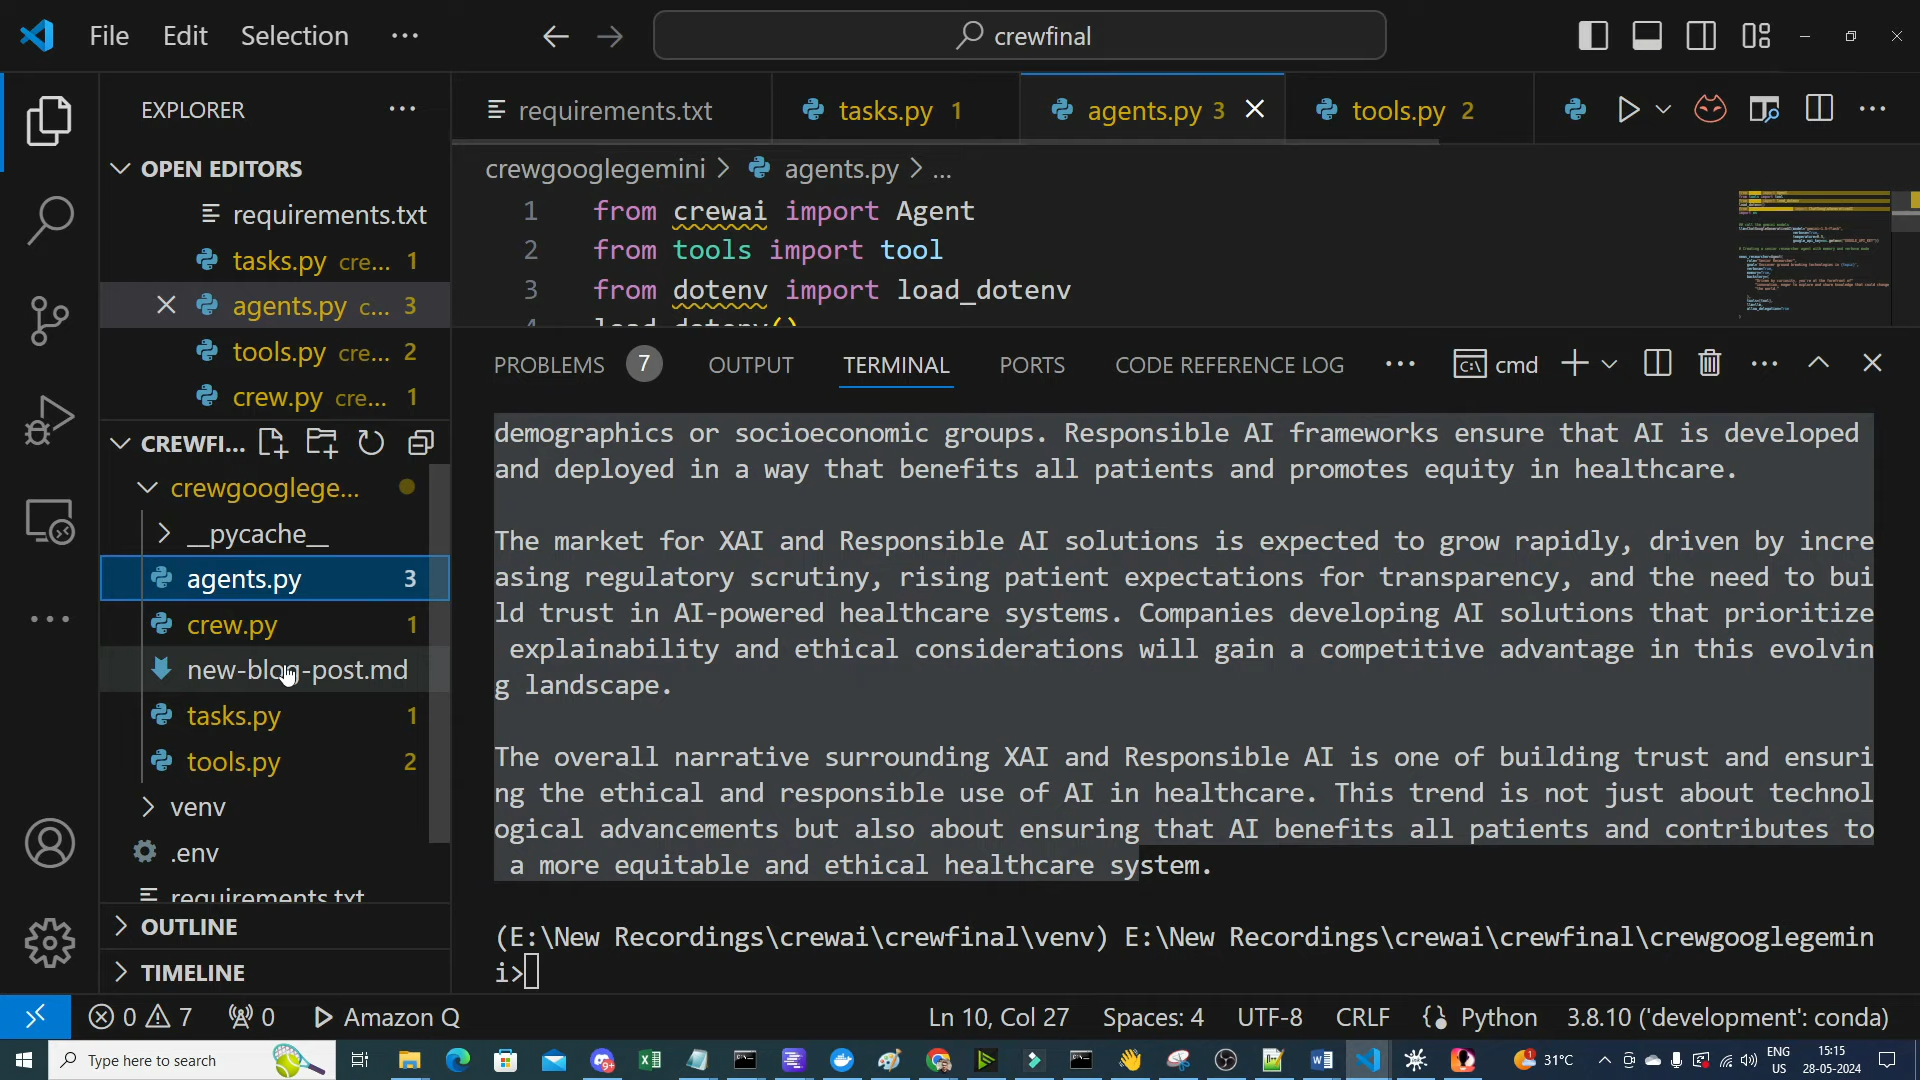 File Edit Selection ··· crewfinal
EXPLORER ···
OPEN EDITORS
requirements.txt
tasks.py cre... 1
agents.py c... 3
tools.py cre... 2
crew.py cre... 1
CREWFI...
crewgooglege...
__pycache__
agents.py 3
crew.py 1
new-blog-post.md
tasks.py 1
tools.py 2
venv
.env
requirements.txt
OUTLINE
TIMELINE
requirements.txt tasks.py 1 agents.py 3 tools.py 2
crewgooglegemini > agents.py > ...
1 from crewai import Agent
2 from tools import tool
3 from dotenv import load_dotenv
4 load_dotenv()
PROBLEMS 7 OUTPUT TERMINAL PORTS CODE REFERENCE LOG ··· cmd
demographics or socioeconomic groups. Responsible AI frameworks ensure that AI is developed
and deployed in a way that benefits all patients and promotes equity in healthcare.
The market for XAI and Responsible AI solutions is expected to grow rapidly, driven by incre
asing regulatory scrutiny, rising patient expectations for transparency, and the need to bui
ld trust in AI-powered healthcare systems. Companies developing AI solutions that prioritize
explainability and ethical considerations will gain a competitive advantage in this evolvin
g landscape.
The overall narrative surrounding XAI and Responsible AI is one of building trust and ensuri
ng the ethical and responsible use of AI in healthcare. This trend is not just about technol
ogical advancements but also about ensuring that AI benefits all patients and contributes to
a more equitable and ethical healthcare system.
(E:\New Recordings\crewai\crewfinal\venv) E:\New Recordings\crewai\crewfinal\crewgooglegemin
i>
0 7 0 Amazon Q Ln 10, Col 27 Spaces: 4 UTF-8 CRLF Python 3.8.10 ('development': conda)
Type here to search 31°C ENG US 15:15 28-05-2024